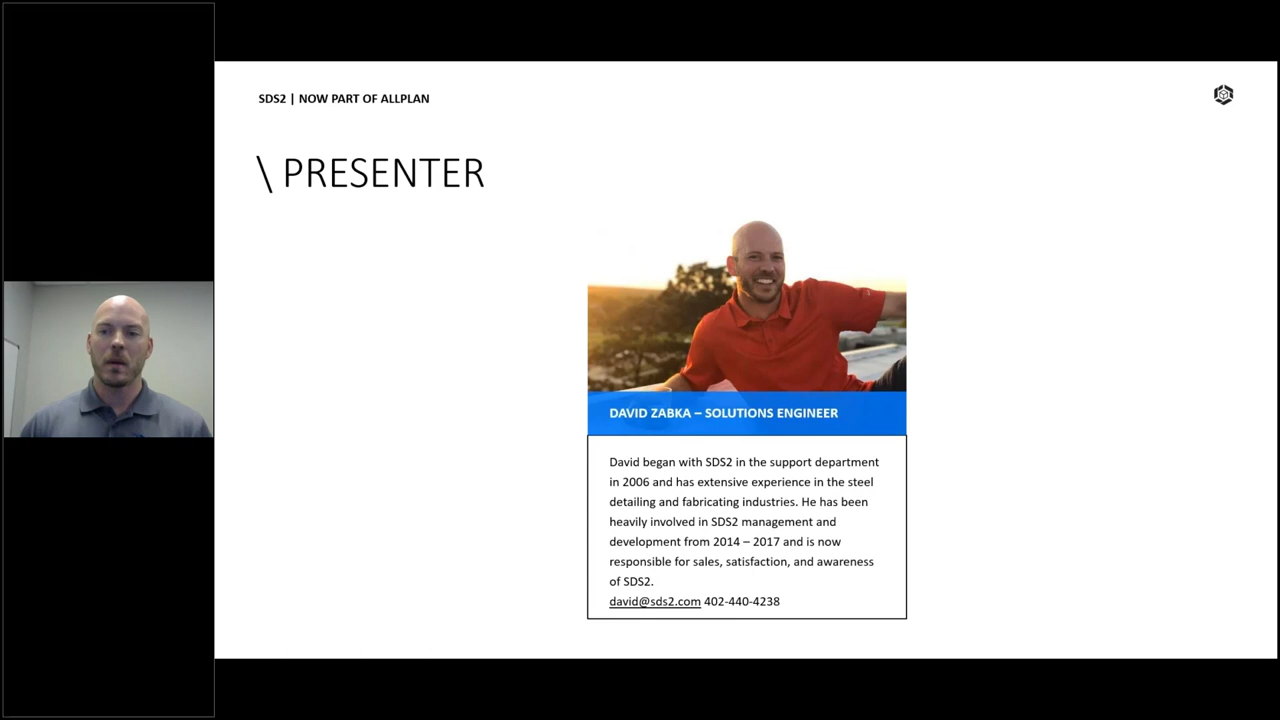 SDS2 | NOW PART OF ALLPLAN
\ PRESENTER
DAVID ZABKA – SOLUTIONS ENGINEER
David began with SDS2 in the support department
in 2006 and has extensive experience in the steel
detailing and fabricating industries. He has been
heavily involved in SDS2 management and
development from 2014 – 2017 and is now
responsible for sales, satisfaction, and awareness
of SDS2.
david@sds2.com 402-440-4238